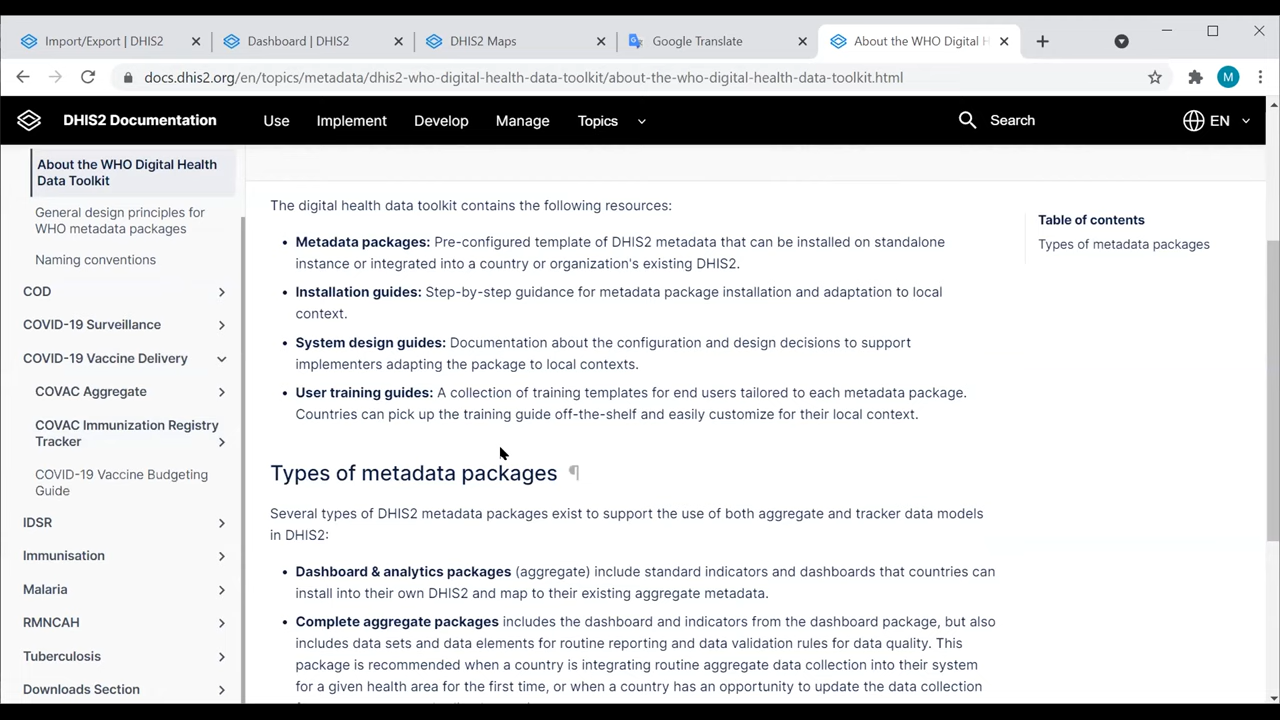 Import/Export | DHIS2
Dashboard | DHIS2
DHIS2 Maps
Google Translate
About the WHO Digital H
docs.dhis2.org/en/topics/metadata/dhis2-who-digital-health-data-toolkit/about-the-who-digital-health-data-toolkit.html
M
DHIS2 Documentation
Use
Implement
Develop
Manage
Topics
Search
EN
About the WHO Digital Health
Data Toolkit
General design principles for
WHO metadata packages
Naming conventions
COD
COVID-19 Surveillance
COVID-19 Vaccine Delivery
COVAC Aggregate
COVAC Immunization Registry
Tracker
COVID-19 Vaccine Budgeting
Guide
IDSR
Immunisation
Malaria
RMNCAH
Tuberculosis
Downloads Section
The digital health data toolkit contains the following resources:
• Metadata packages: Pre-configured template of DHIS2 metadata that can be installed on standalone
instance or integrated into a country or organization's existing DHIS2.
• Installation guides: Step-by-step guidance for metadata package installation and adaptation to local
context.
• System design guides: Documentation about the configuration and design decisions to support
implementers adapting the package to local contexts.
• User training guides: A collection of training templates for end users tailored to each metadata package.
Countries can pick up the training guide off-the-shelf and easily customize for their local context.
Types of metadata packages ¶
Several types of DHIS2 metadata packages exist to support the use of both aggregate and tracker data models
in DHIS2:
• Dashboard & analytics packages (aggregate) include standard indicators and dashboards that countries can
install into their own DHIS2 and map to their existing aggregate metadata.
• Complete aggregate packages includes the dashboard and indicators from the dashboard package, but also
includes data sets and data elements for routine reporting and data validation rules for data quality. This
package is recommended when a country is integrating routine aggregate data collection into their system
for a given health area for the first time, or when a country has an opportunity to update the data collection
Table of contents
Types of metadata packages